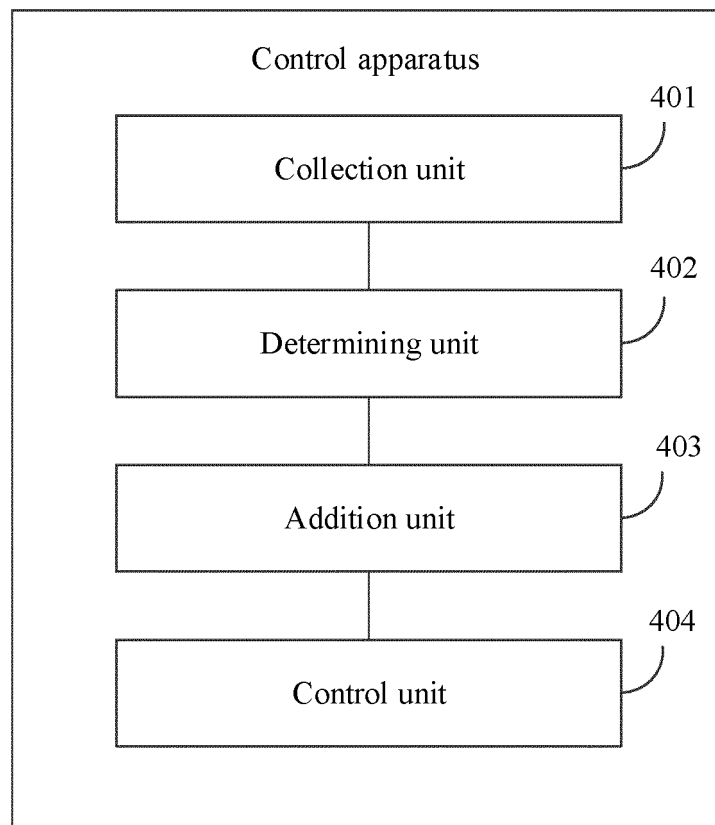 Control apparatus
401
Collection unit
402
Determining unit
403
Addition unit
404
Control unit